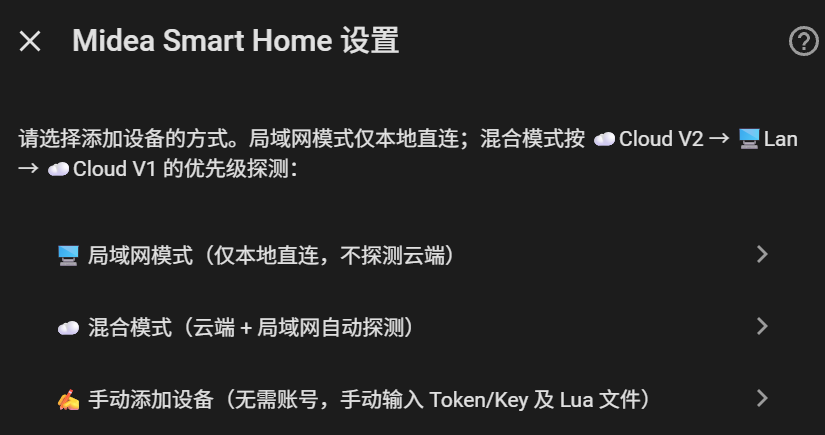 Midea Smart Home 设置
请选择添加设备的方式。局域网模式仅本地直连；混合模式按 ☁️Cloud V2 → 🖥️Lan
→ ☁️Cloud V1 的优先级探测：
🖥️ 局域网模式（仅本地直连，不探测云端）
☁️ 混合模式（云端 + 局域网自动探测）
✍️ 手动添加设备（无需账号，手动输入 Token/Key 及 Lua 文件）